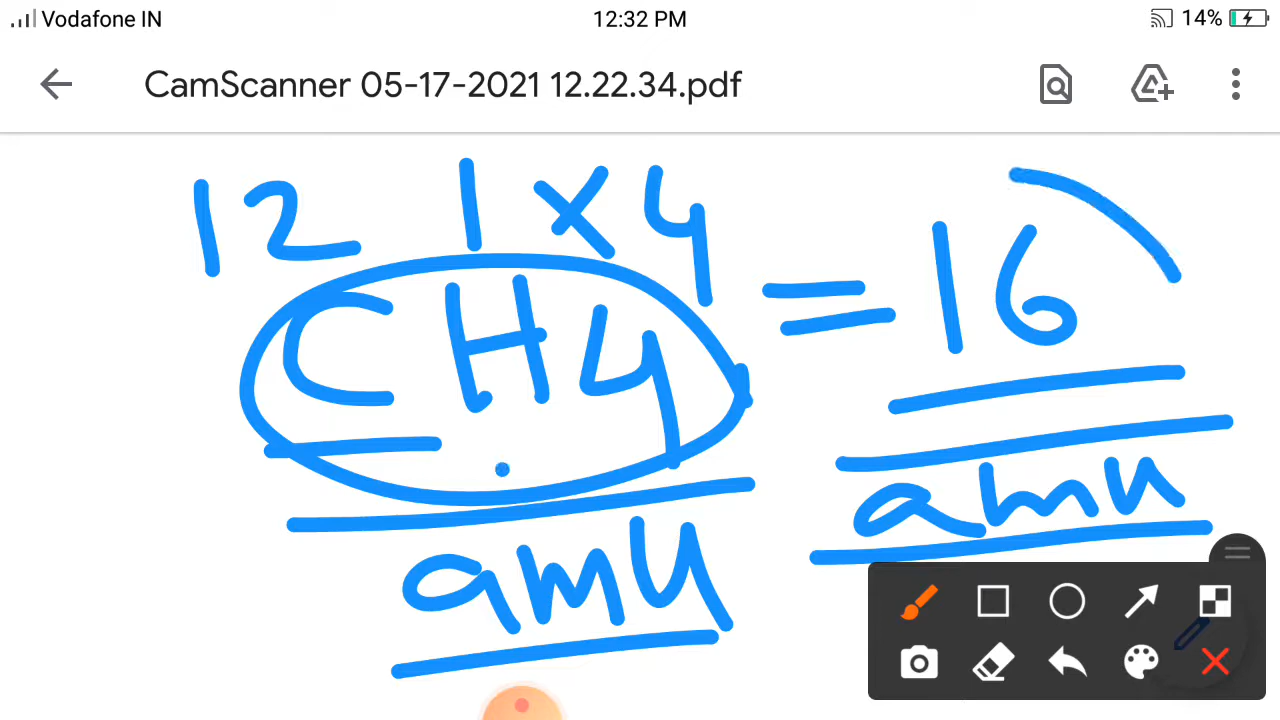 Vodafone IN 12:32 PM 14%
CamScanner 05-17-2021 12.22.34.pdf
12 1 x 4
CH4 = 16
amu amu